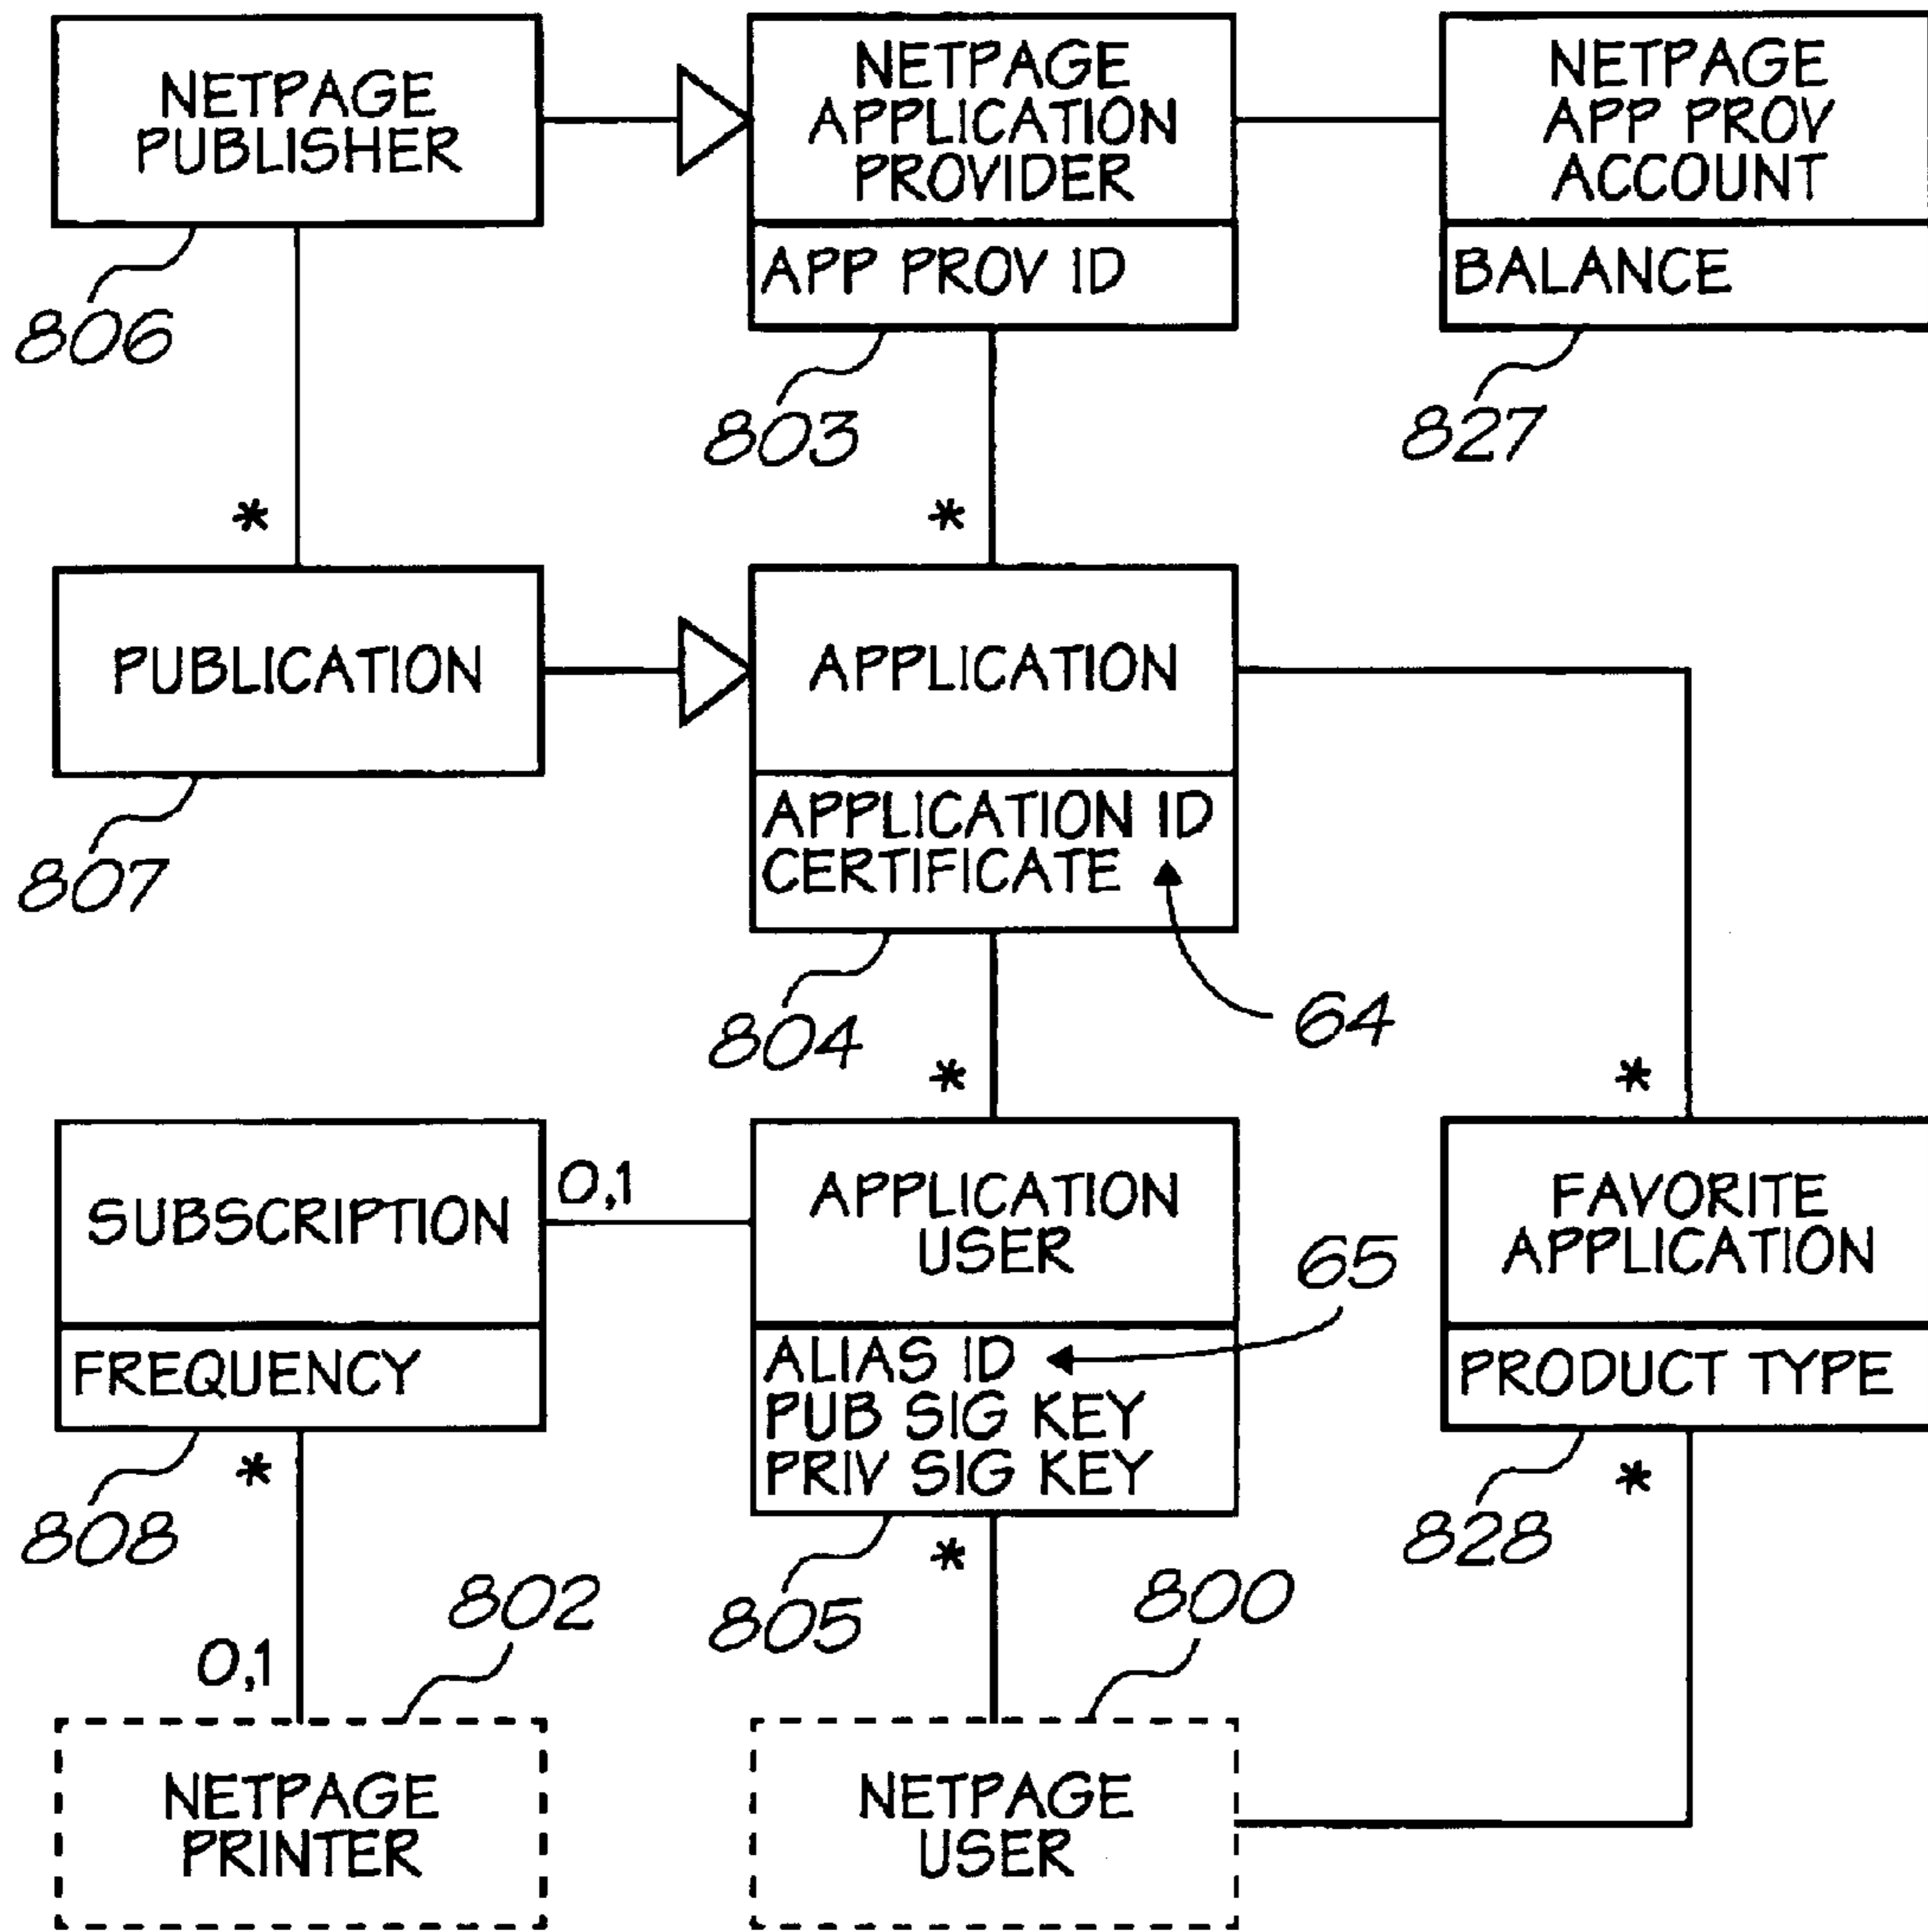 NETPAGE
PUBLISHER
NETPAGE
APPLICATION
PROVIDER
APP PROV ID
NETPAGE
APP PROV
ACCOUNT
BALANCE
806
803
827
*
*
PUBLICATION
APPLICATION
APPLICATION ID
CERTIFICATE
807
804
64
*
*
SUBSCRIPTION
FREQUENCY
0,1
APPLICATION
USER
ALIAS ID
PUB SIG KEY
PRIV SIG KEY
65
FAVORITE
APPLICATION
PRODUCT TYPE
808
*
805
*
828
*
802
800
0,1
NETPAGE
PRINTER
NETPAGE
USER